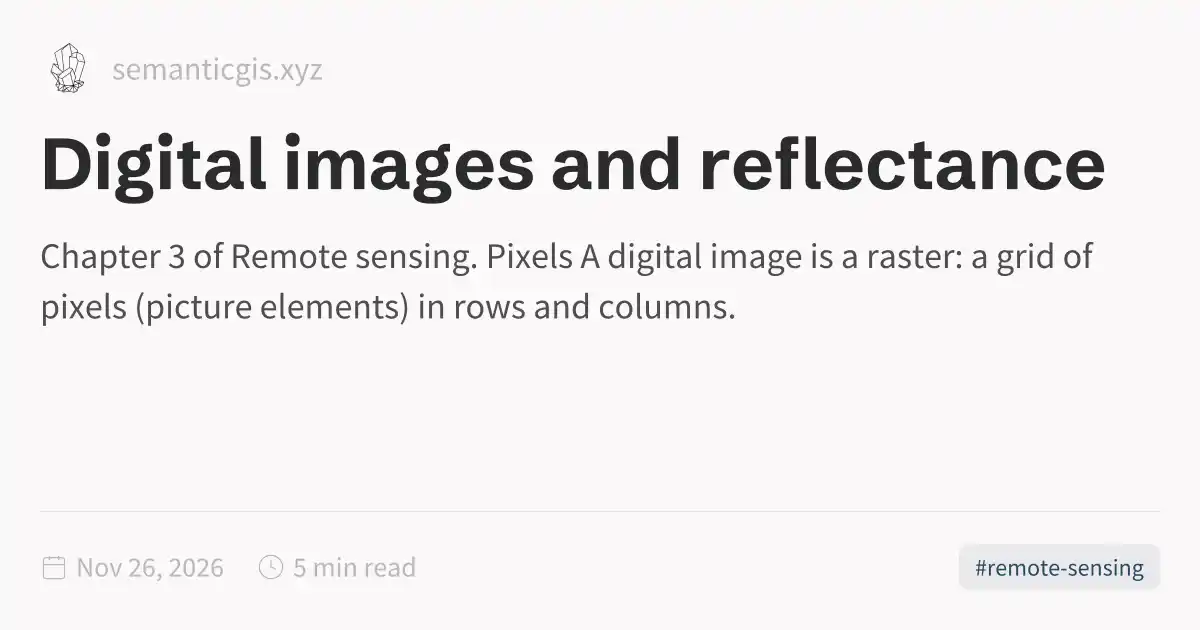 semanticgis.xyz
Digital images and reflectance
Chapter 3 of Remote sensing. Pixels A digital image is a raster: a grid of
pixels (picture elements) in rows and columns.
Nov 26, 2026
5 min read
#remote-sensing